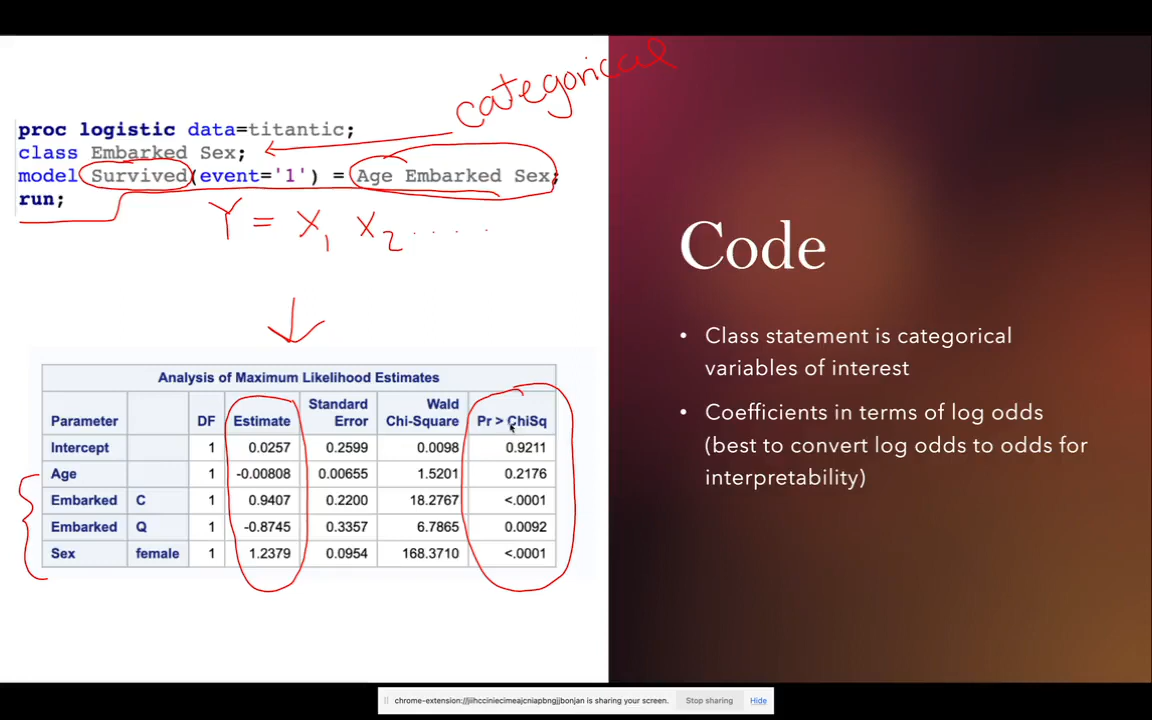 categorical
proc logistic data=titantic;
class Embarked Sex;
model Survived(event='1') = Age Embarked Sex;
run;
Y = X1 X2 ......
Analysis of Maximum Likelihood Estimates
Parameter DF Estimate Standard Error Wald Chi-Square Pr > ChiSq
Intercept 1 0.0257 0.2599 0.0098 0.9211
Age 1 -0.00808 0.00655 1.5201 0.2176
Embarked C 1 0.9407 0.2200 18.2767 <.0001
Embarked Q 1 -0.8745 0.3357 6.7865 0.0092
Sex female 1 1.2379 0.0954 168.3710 <.0001
Code
• Class statement is categorical
variables of interest
• Coefficients in terms of log odds
(best to convert log odds to odds for
interpretability)
chrome-extension://jiihcciniecimeajcniapbngjjbonjan is sharing your screen. Stop sharing Hide